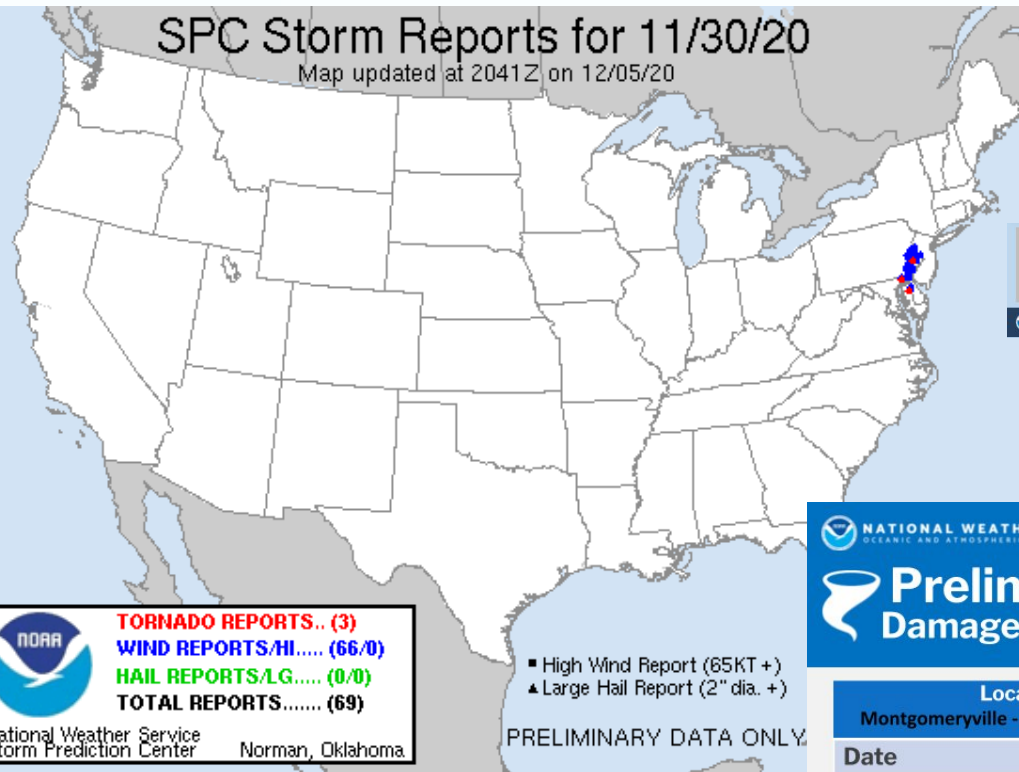 SPC Storm Reports for 11/30/20
Map updated at 2041Z on 12/05/20
NOAA
TORNADO REPORTS.. (3)
WIND REPORTS/HI..... (66/0)
HAIL REPORTS/LG..... (0/0)
TOTAL REPORTS....... (69)
ational Weather Service
torm Prediction Center
Norman, Oklahoma
■ High Wind Report (65KT +)
▲ Large Hail Report (2" dia. +)
PRELIMINARY DATA ONLY
NATIONAL WEATH
OCEANIC AND ATMOSPHERI
Prelin
Damage
Loca
Montgomeryville -
Date